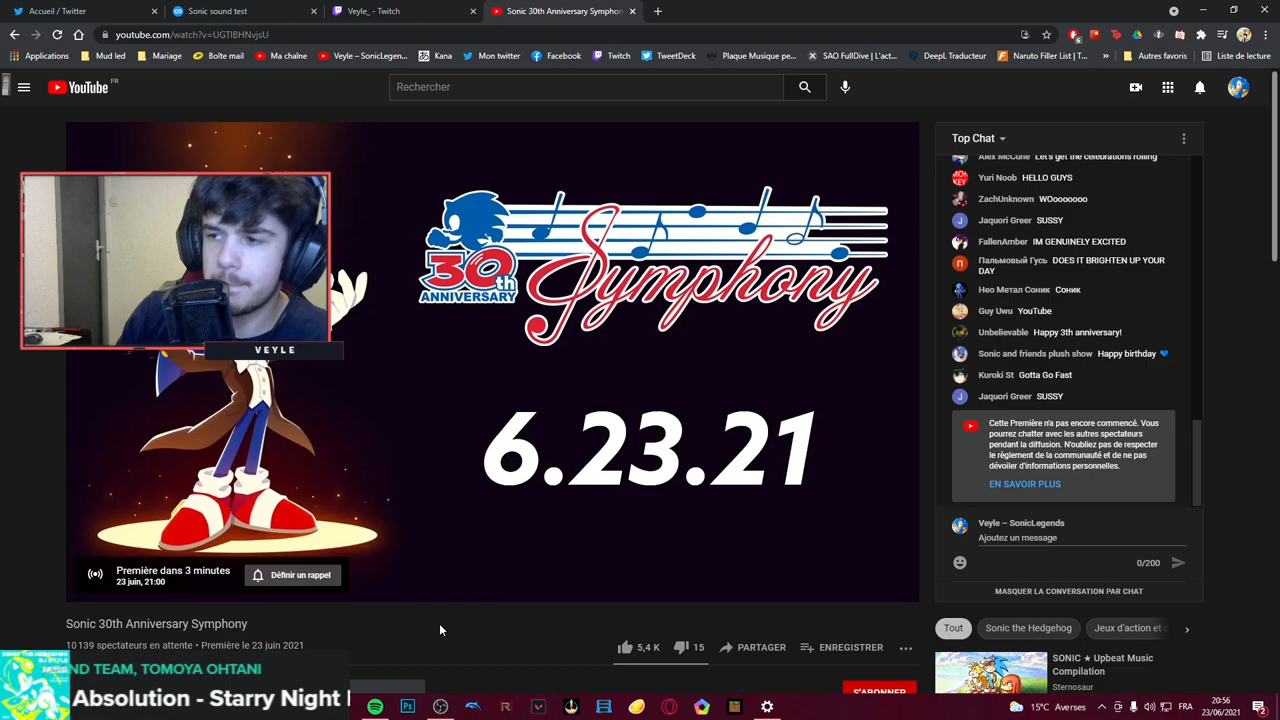 Accueil / Twitter
Sonic sound test
Veyle_ - Twitch
Sonic 30th Anniversary Symphon
youtube.com/watch?v=UGTIBHNvjsU
Applications
Mud List
Mariage
Boîte mail
Ma chaîne
Veyle – SonicLegen...
Kana
Mon twitter
Facebook
Twitch
TweetDeck
Plaque muquese po...
SAO FullDive | L'act...
DeepL Traducteur
Naruto Filler List | T...
Autres favoris
Liste de lecture
YouTube FR
Rechercher
30th ANNIVERSARY
Symphony
6.23.21
VEYLE
Première dans 3 minutes
23 juin, 21:00
Définir un rappel
Top Chat
Alex McCune Let's get the celebrations rolling
Yuri Noob HELLO GUYS
ZachUnknown WOooooooo
Jaquori Greer SUSSY
FallenAmber IM GENUINELY EXCITED
Пальмовый Гусь DOES IT BRIGHTEN UP YOUR
DAY
Нео Метал Соник Соник
Guy Uwu YouTube
Unbelievable Happy 3th anniversary!
Sonic and friends plush show Happy birthday 💙
Kuroki St Gotta Go Fast
Jaquori Greer SUSSY
Cette Première n'a pas encore commencé. Vous
pourrez chatter avec les autres spectateurs
pendant la diffusion. N'oubliez pas de respecter
le règlement de la communauté et de ne pas
dévoiler d'informations personnelles.
EN SAVOIR PLUS
Veyle – SonicLegends
Ajoutez un message
0/200
MASQUER LA CONVERSATION PAR CHAT
Sonic 30th Anniversary Symphony
10 139 spectateurs en attente • Première le 23 juin 2021
5,4 K
15
PARTAGER
ENREGISTRER
S'ABONNER
Tout
Sonic the Hedgehog
Jeux d'action et
SONIC ★ Upbeat Music
Compilation
Sternosaur
ND TEAM, TOMOYA OHTANI
Absolution - Starry Night
15°C Averses
FRA
20:56
23/06/2021
2